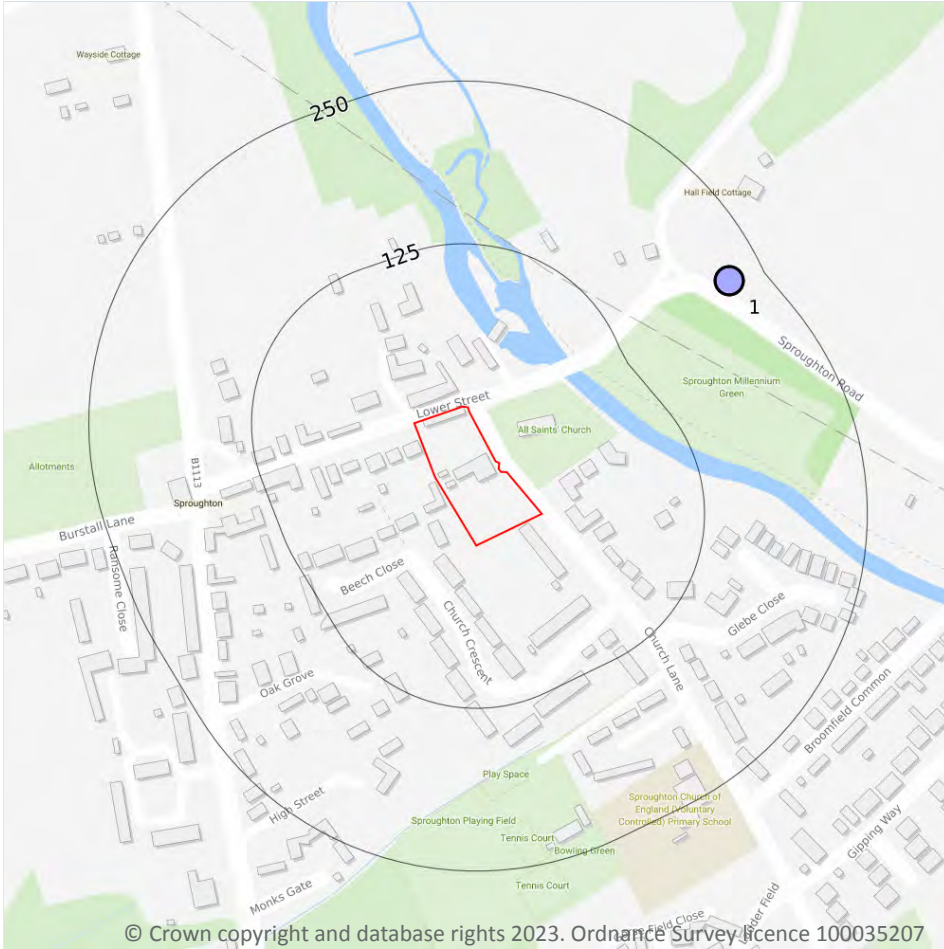 Wayside Cottage
250
Hall Field Cottage
125
1
Sproughton Road
Sproughton Millennium
Green
Lower Street
All Saints' Church
Allotments
B1113
Sproughton
Burstall Lane
Ransome Close
Beech Close
Church Crescent
Glebe Close
Church Lane
Oak Grove
Broomfield Common
Play Space
High Street
Sproughton Playing Field
Sproughton Church of
England (Voluntary
Controlled) Primary School
Tennis Court
Bowling Green
Gipping Way
Tennis Court
Monks Gate
Field Close
Field
© Crown copyright and database rights 2023. Ordnance Survey licence 100035207